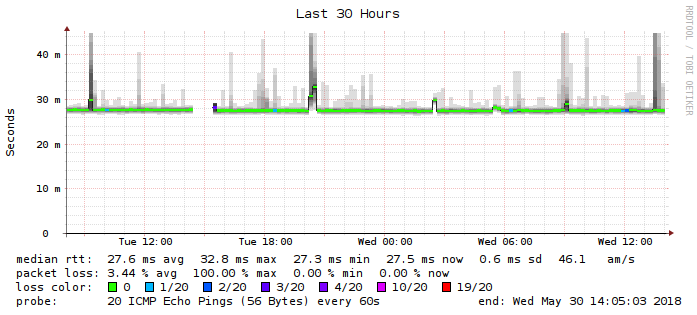 Last 30 Hours
RRDTOOL / TOBI OETIKER
Seconds
40 m
30 m
20 m
10 m
0
Tue 12:00 Tue 18:00 Wed 00:00 Wed 06:00 Wed 12:00
median rtt: 27.6 ms avg 32.8 ms max 27.3 ms min 27.5 ms now 0.6 ms sd 46.1 am/s
packet loss: 3.44 % avg 100.00 % max 0.00 % min 0.00 % now
loss color: 0 1/20 2/20 3/20 4/20 10/20 19/20
probe: 20 ICMP Echo Pings (56 Bytes) every 60s end: Wed May 30 14:05:03 2018